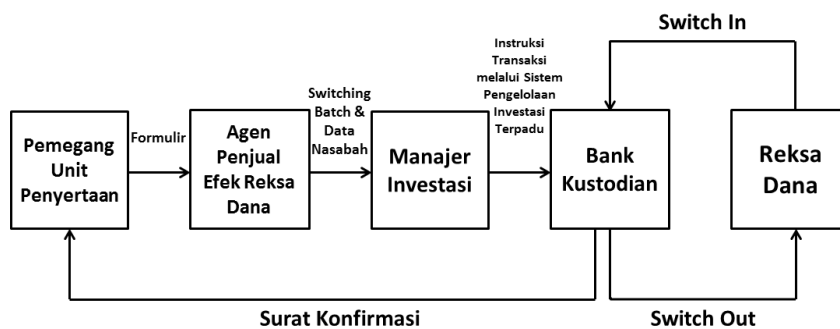 Switch In
Instruksi
Transaksi
melalui Sistem
Pengelolaan
Investasi
Terpadu
Switching
Batch &
Data
Nasabah
Formulir
Pemegang
Unit
Penyertaan
Agen
Penjual
Efek Reksa
Dana
Manajer
Investasi
Bank
Kustodian
Reksa
Dana
Surat Konfirmasi
Switch Out